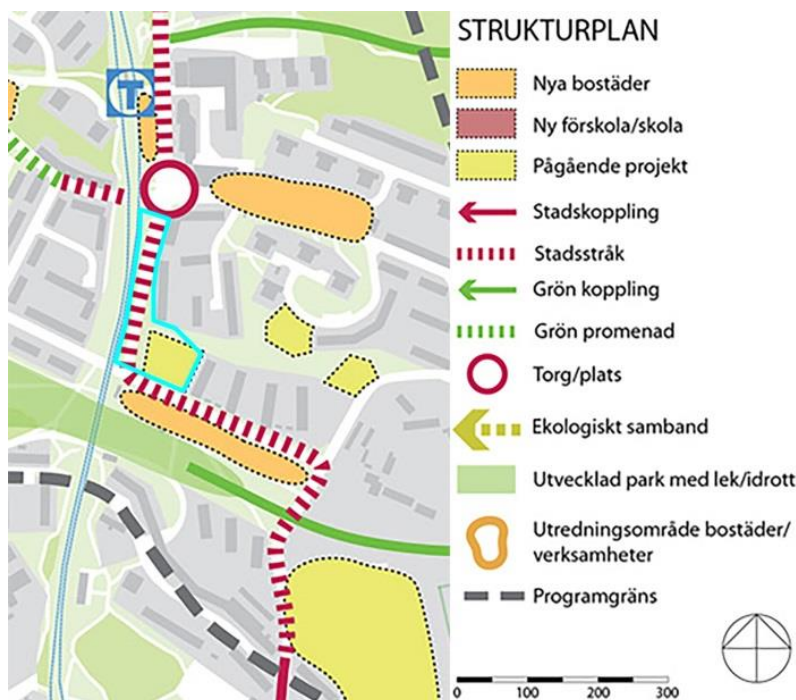 STRUKTURPLAN
T
Nya bostäder
Ny förskola/skola
Pågående projekt
Stadskoppling
Stadsstråk
Grön koppling
Grön promenad
Torg/plats
Ekologiskt samband
Utvecklad park med lek/idrott
Utredningsområde bostäder/
verksamheter
Programgräns
0 100 200 300